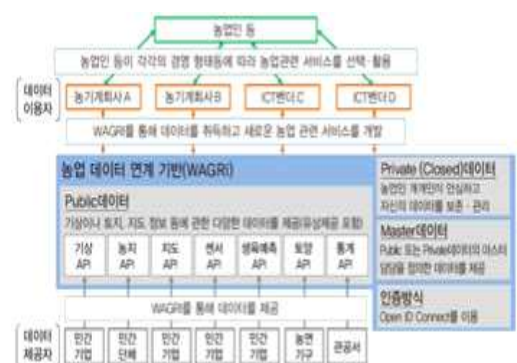 농업인 등
농업인 등이 각각의 경영 형태등에 따라 농업관련 서비스를 선택·활용
데이터
이용자
농기계회사 A
농기계회사 B
ICT벤더 C
ICT벤더 D
WAGRI를 통해 데이터를 취득하고 새로운 농업 관련 서비스를 개발
농업 데이터 연계 기반(WAGRI)
Public데이터
기상이나 토지, 지도 정보 등에 관한 다양한 데이터를 제공(유상제공 포함)
기상
API
농지
API
지도
API
센서
API
생육예측
API
토양
API
통계
API
Private (Closed)데이터
농업인 개개인이 안심하고
자신의 데이터를 보존·관리
Master데이터
Public 또는 Private데이터의 마스터
데이터를 제공
인증방식
Open ID Connect를 이용
WAGRI를 통해 데이터를 제공
데이터
제공자
민간
기업
민간
단체
민간
기업
민간
기업
민간
기업
농연
기구
관공서